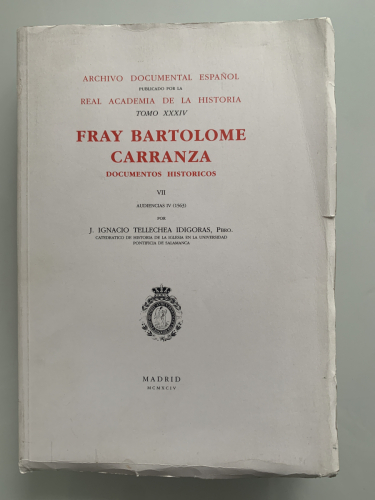 ARCHIVO DOCUMENTAL ESPAÑOL
PUBLICADO POR LA
REAL ACADEMIA DE LA HISTORIA
TOMO XXXIV
FRAY BARTOLOME
CARRANZA
DOCUMENTOS HISTORICOS
VII
AUDIENCIAS IV (1563)
POR
J. IGNACIO TELLECHEA IDIGORAS, PBRO.
CATEDRATICO DE HISTORIA DE LA IGLESIA EN LA UNIVERSIDAD
PONTIFICIA DE SALAMANCA
MADRID
MCMXCIV